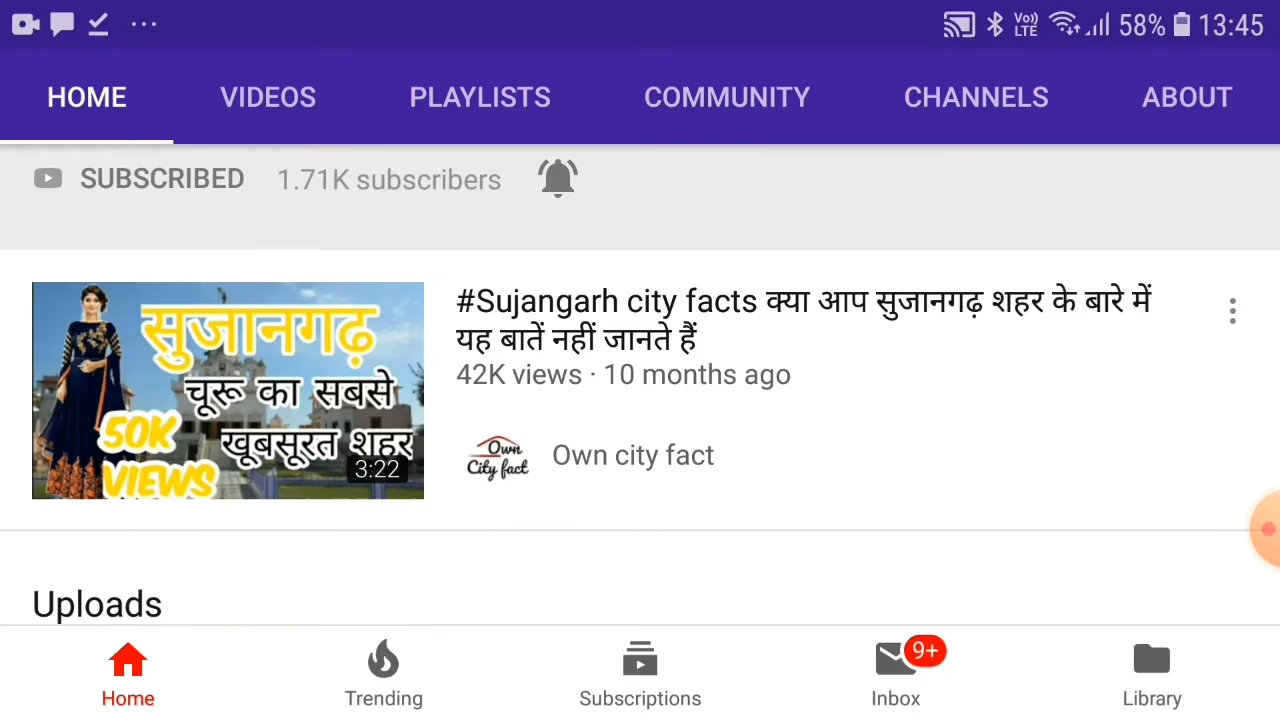 Vo)) LTE 58% 13:45
HOME VIDEOS PLAYLISTS COMMUNITY CHANNELS ABOUT
SUBSCRIBED 1.71K subscribers
सुजानगढ़
चूरू का सबसे
खूबसूरत शहर
50K
VIEWS
3:22
#Sujangarh city facts क्या आप सुजानगढ़ शहर के बारे में
यह बातें नहीं जानते हैं
42K views · 10 months ago
Own City fact
Own city fact
Uploads
Home Trending Subscriptions Inbox 9+ Library